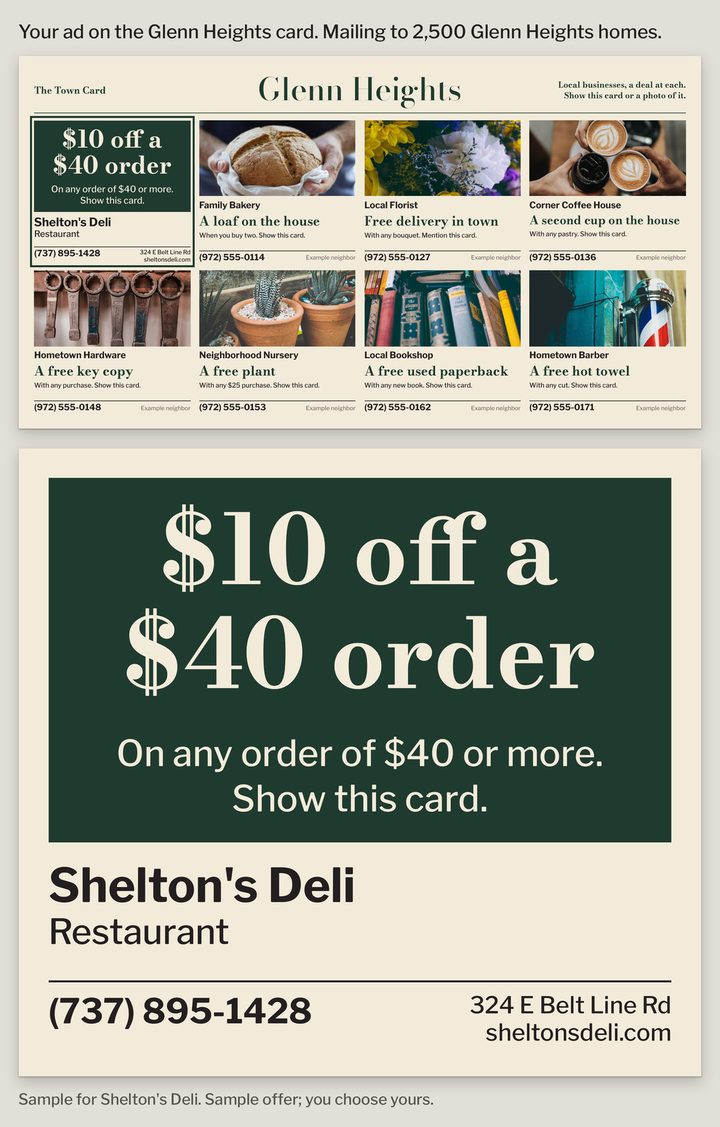 Your ad on the Glenn Heights card. Mailing to 2,500 Glenn Heights homes.
The Town Card
Glenn Heights
Local businesses, a deal at each.
Show this card or a photo of it.
$10 off a
$40 order
On any order of $40 or more.
Show this card.
Shelton's Deli
Restaurant
(737) 895-1428
324 E Belt Line Rd
sheltonsdeli.com
Family Bakery
A loaf on the house
When you buy two. Show this card.
(972) 555-0114
Example neighbor
Local Florist
Free delivery in town
With any bouquet. Mention this card.
(972) 555-0127
Example neighbor
Corner Coffee House
A second cup on the house
With any pastry. Show this card.
(972) 555-0136
Example neighbor
Hometown Hardware
A free key copy
With any purchase. Show this card.
(972) 555-0148
Example neighbor
Neighborhood Nursery
A free plant
With any $25 purchase. Show this card.
(972) 555-0153
Example neighbor
Local Bookshop
A free used paperback
With any new book. Show this card.
(972) 555-0162
Example neighbor
Hometown Barber
A free hot towel
With any cut. Show this card.
(972) 555-0171
Example neighbor
$10 off a
$40 order
On any order of $40 or more.
Show this card.
Shelton's Deli
Restaurant
(737) 895-1428
324 E Belt Line Rd
sheltonsdeli.com
Sample for Shelton's Deli. Sample offer; you choose yours.